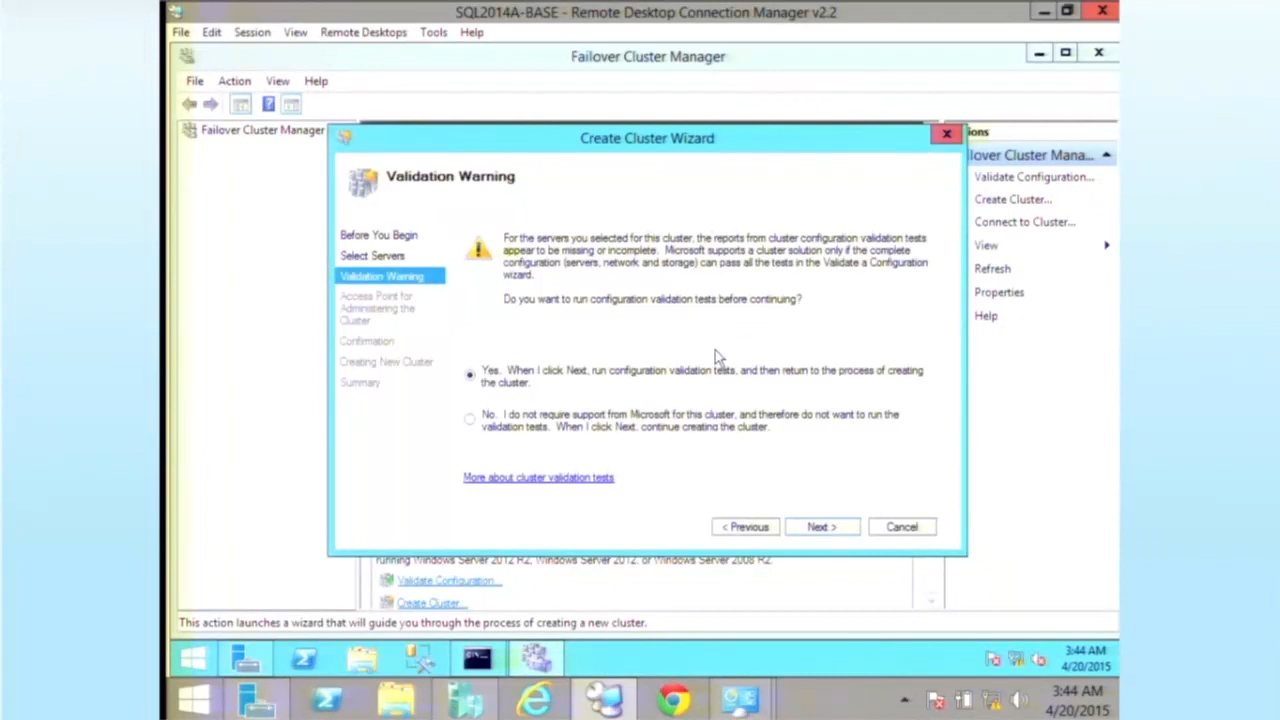 SQL2014A-BASE - Remote Desktop Connection Manager v2.2
File Edit Session View Remote Desktops Tools Help
Failover Cluster Manager
File Action View Help
Failover Cluster Manager
Create Cluster Wizard
Validation Warning
Before You Begin
Select Servers
Validation Warning
Access Point for
Administering the
Cluster
Confirmation
Creating New Cluster
Summary
For the servers you selected for this cluster, the reports from cluster configuration validation tests
appear to be missing or incomplete. Microsoft supports a cluster solution only if the complete
configuration (servers, network and storage) can pass all the tests in the Validate a Configuration
wizard.
Do you want to run configuration validation tests before continuing?
Yes. When I click Next, run configuration validation tests, and then return to the process of creating
the cluster.
No. I do not require support from Microsoft for this cluster, and therefore do not want to run the
validation tests. When I click Next, continue creating the cluster.
More about cluster validation tests
< Previous Next > Cancel
ions
ilover Cluster Mana...
Validate Configuration...
Create Cluster...
Connect to Cluster...
View
Refresh
Properties
Help
running Windows Server 2012 R2, Windows Server 2012, or Windows Server 2008 R2.
Validate Configuration...
Create Cluster...
This action launches a wizard that will guide you through the process of creating a new cluster.
3:44 AM
4/20/2015
3:44 AM
4/20/2015